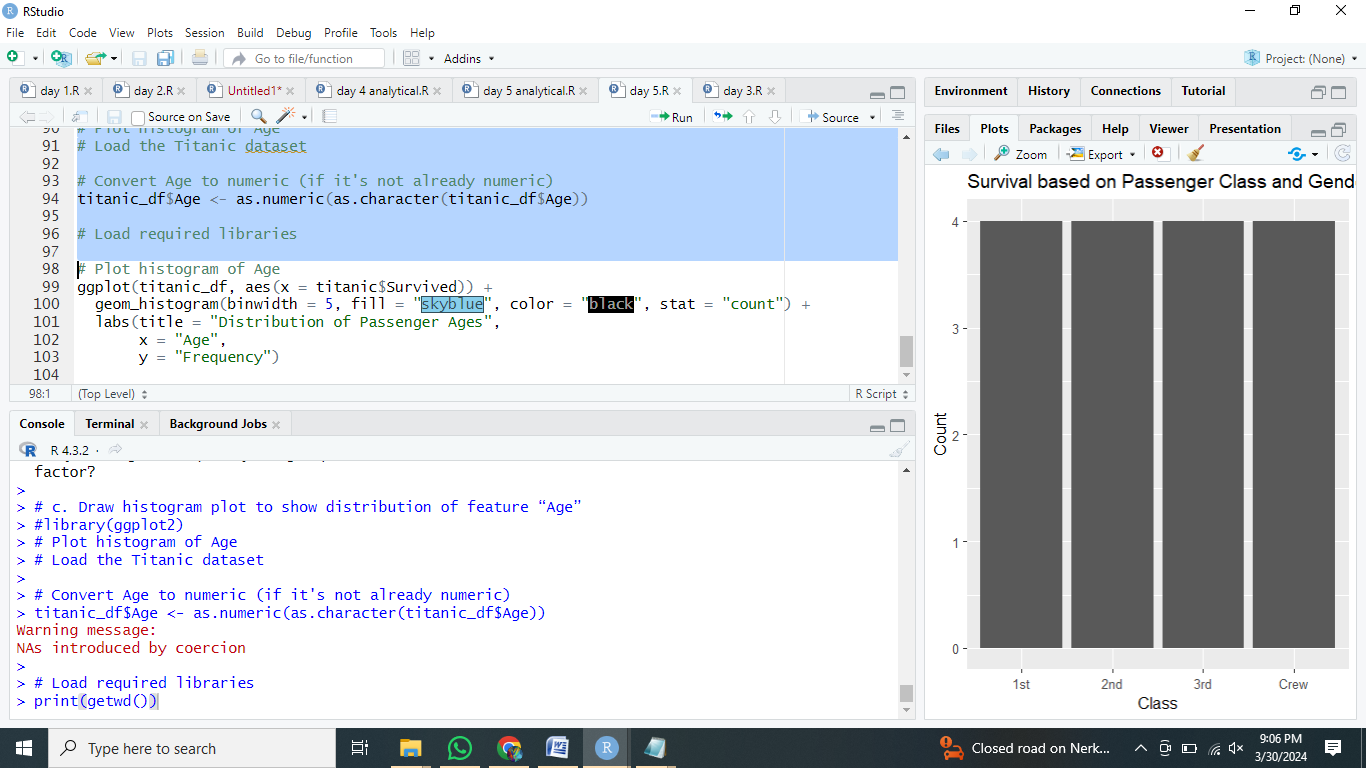 RStudio
File Edit Code View Plots Session Build Debug Profile Tools Help
Go to file/function Addins Project: (None)
day 1.R day 2.R Untitled1* day 4 analytical.R day 5 analytical.R day 5.R day 3.R
Source on Save Run Source
90 # Plot histogram of Age
91 # Load the Titanic dataset
92
93 # Convert Age to numeric (if it's not already numeric)
94 titanic_df$Age <- as.numeric(as.character(titanic_df$Age))
95
96 # Load required libraries
97
98 # Plot histogram of Age
99 ggplot(titanic_df, aes(x = titanic$Survived)) +
100 geom_histogram(binwidth = 5, fill = "skyblue", color = "black", stat = "count") +
101 labs(title = "Distribution of Passenger Ages",
102 x = "Age",
103 y = "Frequency")
104
98:1 (Top Level) R Script
Console Terminal Background Jobs
R 4.3.2 ·
factor?
>
> # c. Draw histogram plot to show distribution of feature “Age”
> #library(ggplot2)
> # Plot histogram of Age
> # Load the Titanic dataset
>
> # Convert Age to numeric (if it's not already numeric)
> titanic_df$Age <- as.numeric(as.character(titanic_df$Age))
Warning message:
NAs introduced by coercion
>
> # Load required libraries
> print(getwd())
Environment History Connections Tutorial
Files Plots Packages Help Viewer Presentation
Zoom Export
Survival based on Passenger Class and Gend
Count
4
3
2
1
0
1st 2nd 3rd Crew
Class
Type here to search
Closed road on Nerk...
9:06 PM
3/30/2024